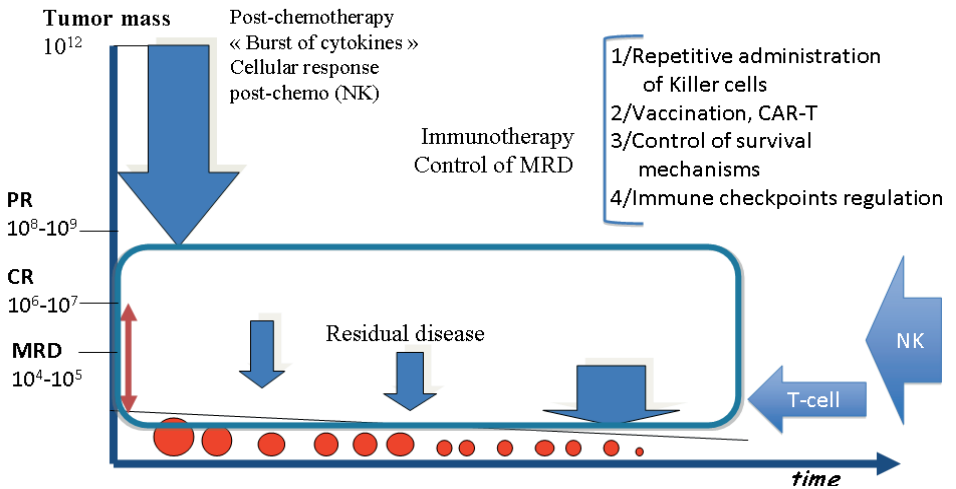 Tumor mass
10¹²
Post-chemotherapy
« Burst of cytokines »
Cellular response
post-chemo (NK)
Immunotherapy
Control of MRD
1/Repetitive administration
of Killer cells
2/Vaccination, CAR-T
3/Control of survival
mechanisms
4/Immune checkpoints regulation
PR
10⁸-10⁹
CR
10⁶-10⁷
MRD
10⁴-10⁵
Residual disease
NK
T-cell
time